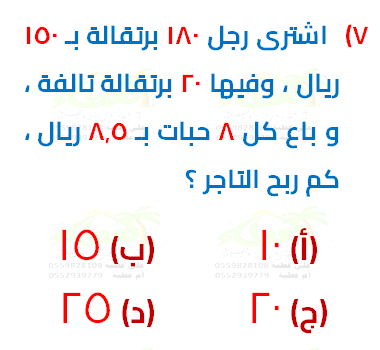 ٧) اشترى رجل ١٨٠ برتقالة بـ ١٥٠
ريال ، وفيها ٢٠ برتقالة تالفة ،
و باع كل ٨ حبات بـ ٨,٥ ريال ،
كم ربح التاجر ؟
(أ) ١٠ (ب) ١٥
(ج) ٢٠ (د) ٢٥